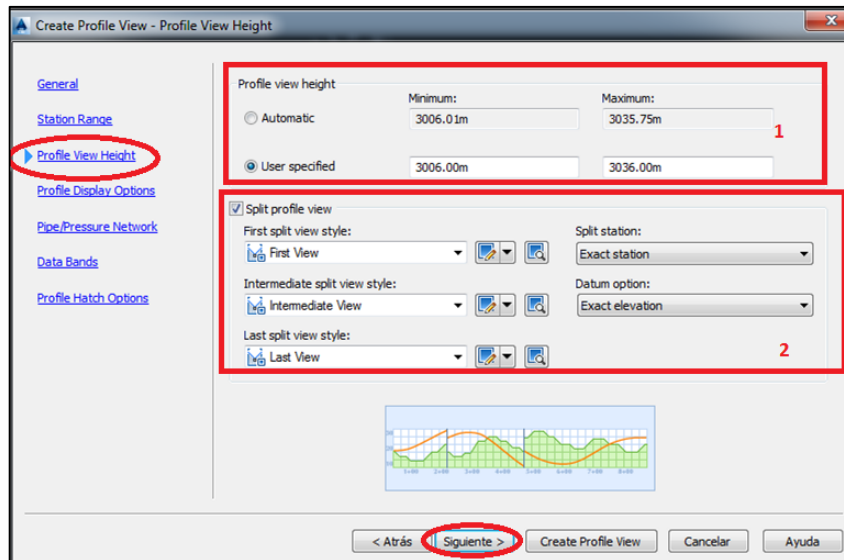 Create Profile View - Profile View Height
General
Station Range
Profile View Height
Profile Display Options
Pipe/Pressure Network
Data Bands
Profile Hatch Options
Profile view height
Minimum: Maximum:
Automatic 3006.01m 3035.75m
1
User specified 3006.00m 3036.00m
Split profile view
First split view style: Split station:
First View Exact station
Intermediate split view style: Datum option:
Intermediate View Exact elevation
Last split view style:
Last View
2
< Atrás Siguiente > Create Profile View Cancelar Ayuda